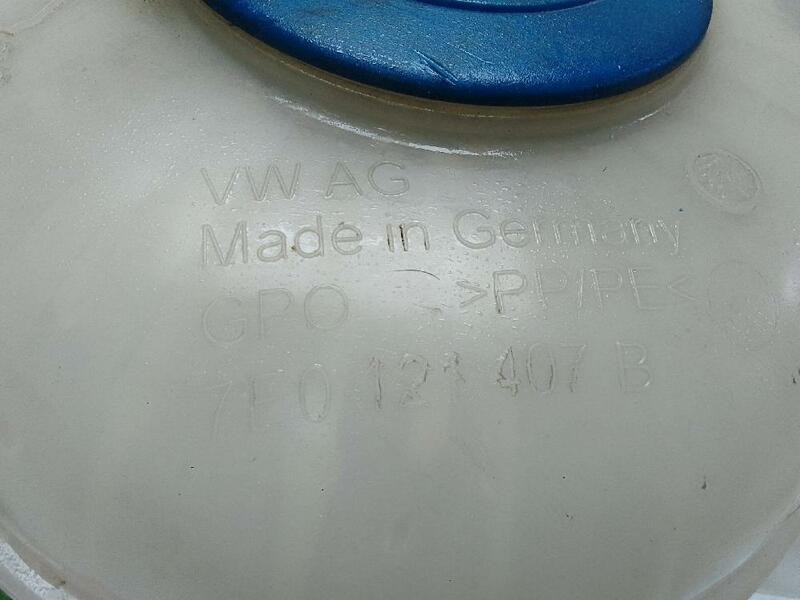 VW AG
Made in Germany
GPO >PP/PE<
7E0 121 407 B